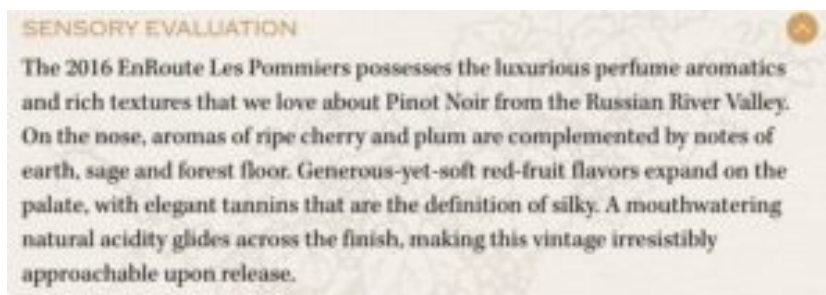 SENSORY EVALUATION
The 2016 EnRoute Les Pommiers possesses the luxurious perfume aromatics
and rich textures that we love about Pinot Noir from the Russian River Valley.
On the nose, aromas of ripe cherry and plum are complemented by notes of
earth, sage and forest floor. Generous-yet-soft red-fruit flavors expand on the
palate, with elegant tannins that are the definition of silky. A mouthwatering
natural acidity glides across the finish, making this vintage irresistibly
approachable upon release.